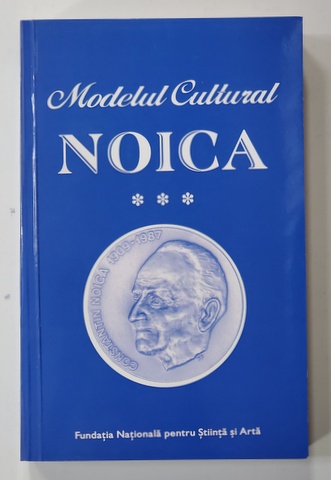 Modelul Cultural
NOICA
* * *
CONSTANTIN NOICA 1909-1987
Fundația Națională pentru Știință și Artă